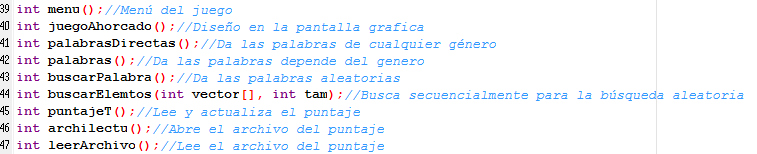 39 int menu();//Menú del juego
40 int juegoAhorcado();//Diseño en la pantalla grafica
41 int palabrasDirectas();//Da las palabras de cualquier género
42 int palabras();//Da las palabras depende del genero
43 int buscarPalabra();//Da las palabras aleatorias
44 int buscarElemtos(int vector[], int tam);//Busca secuencialmente para la búsqueda aleatoria
45 int puntajeT();//Lee y actualiza el puntaje
46 int architectu();//Abre el archivo del puntaje
47 int leerArchivo();//Lee el archivo del puntaje